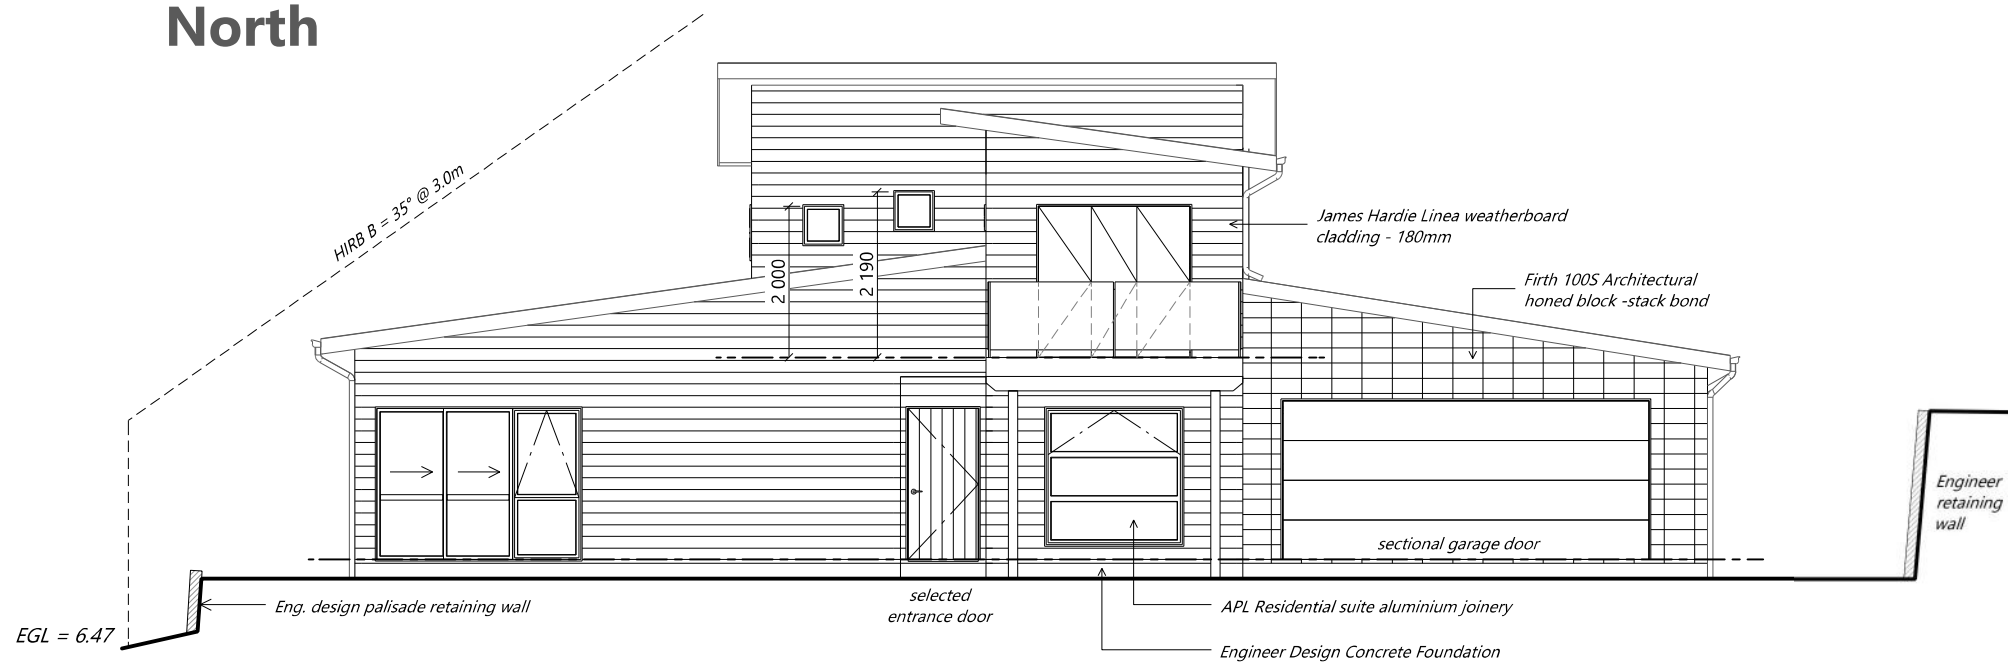 North
HIRB B = 35° @ 3.0m
James Hardie Linea weatherboard
cladding - 180mm
2 000
2 190
Firth 100S Architectural
honed block -stack bond
Engineer
retaining
wall
sectional garage door
Eng. design palisade retaining wall
selected
entrance door
APL Residential suite aluminium joinery
EGL = 6.47
Engineer Design Concrete Foundation